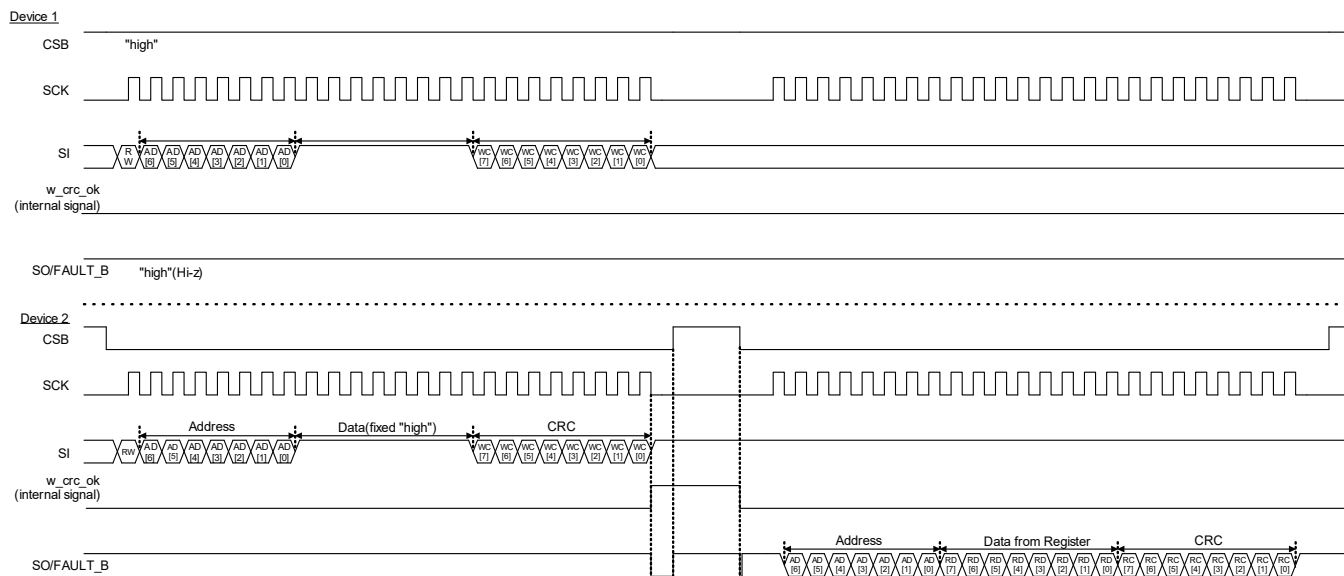 Device 1
CSB "high"
SCK
SI R W AD [6] AD [5] AD [4] AD [3] AD [2] AD [1] AD [0] WC [7] WC [6] WC [5] WC [4] WC [3] WC [2] WC [1] WC [0]
w_crc_ok
(internal signal)
SO/FAULT_B "high"(Hi-z)
Device 2
CSB
SCK
Address Data(fixed "high") CRC
SI RW AD [6] AD [5] AD [4] AD [3] AD [2] AD [1] AD [0] WC [7] WC [6] WC [5] WC [4] WC [3] WC [2] WC [1] WC [0]
w_crc_ok
(internal signal)
Address Data from Register CRC
SO/FAULT_B AD [6] AD [5] AD [4] AD [3] AD [2] AD [1] AD [0] RD [7] RD [6] RD [5] RD [4] RD [3] RD [2] RD [1] RD [0] RC [7] RC [6] RC [5] RC [4] RC [3] RC [2] RC [1] RC [0]